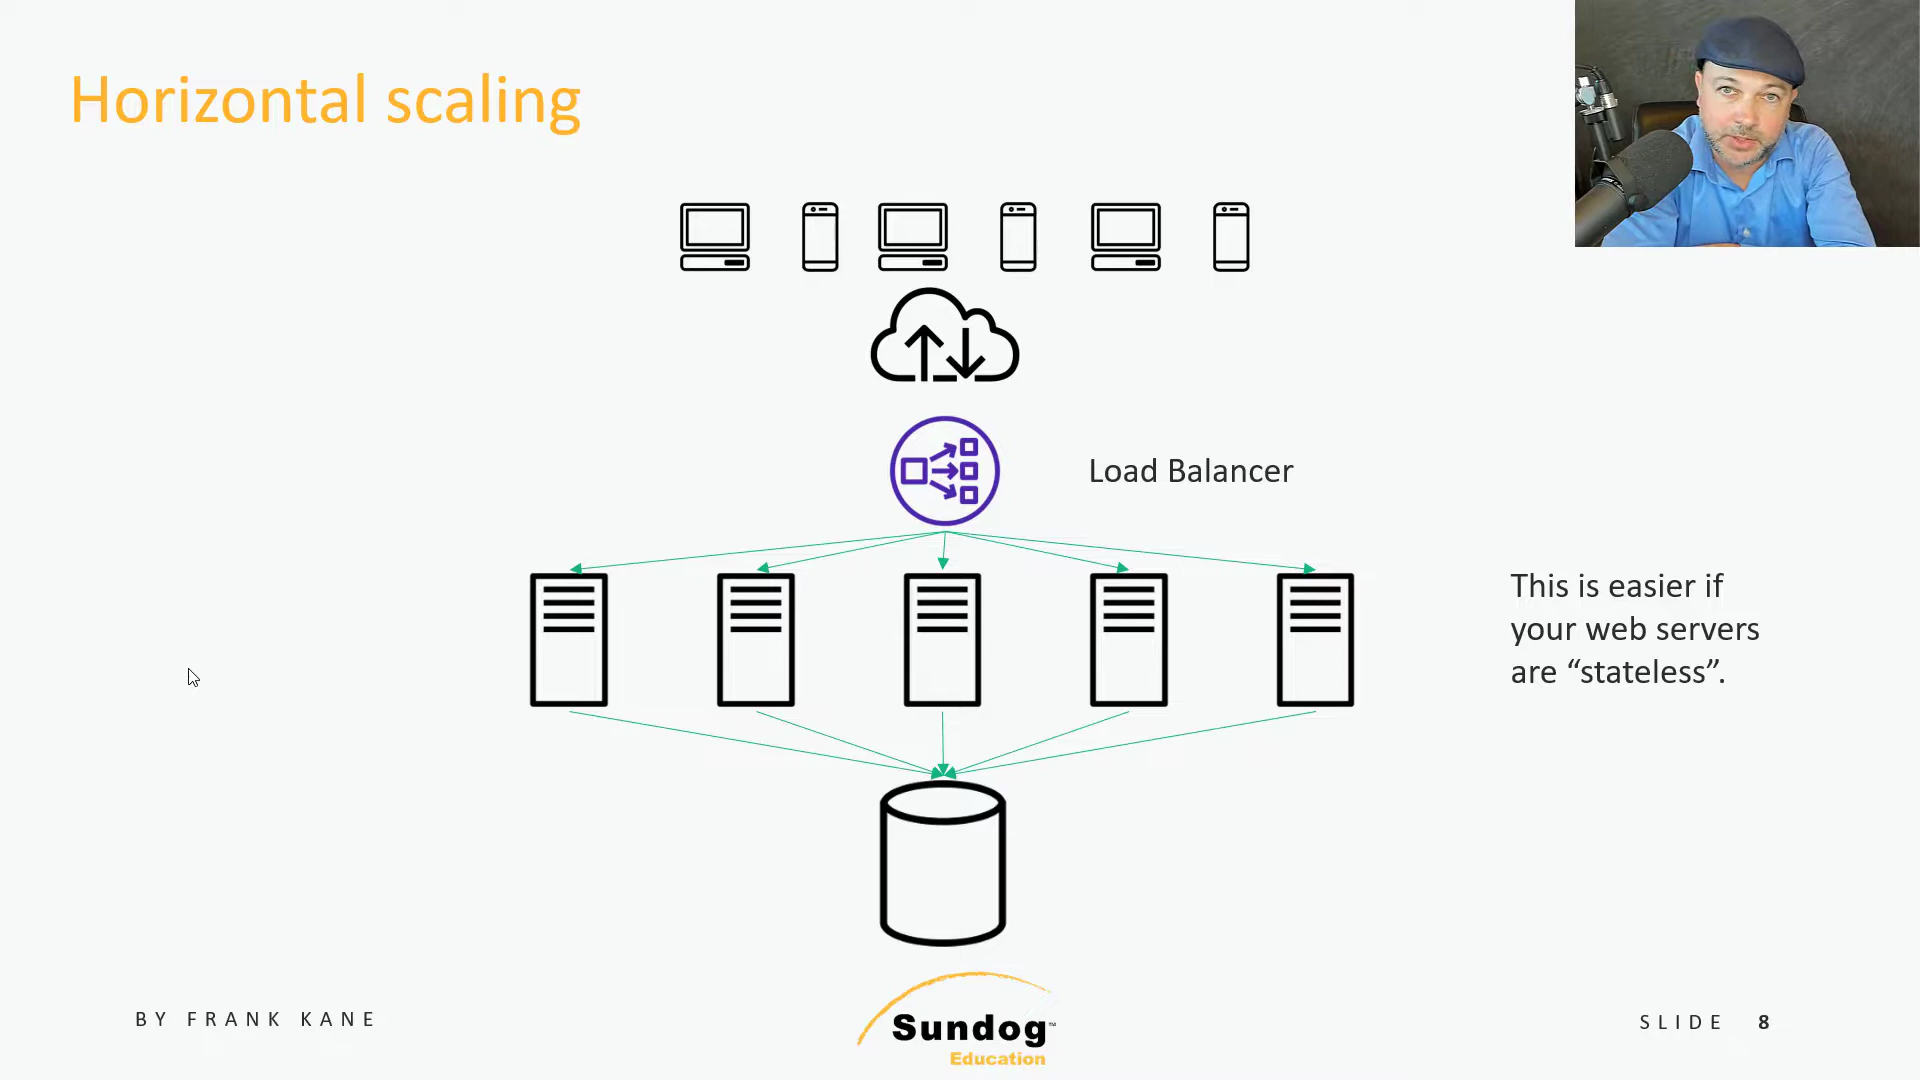 Horizontal scaling
Load Balancer
This is easier if
your web servers
are “stateless”.
BY FRANK KANE
Sundog™
Education
SLIDE 8